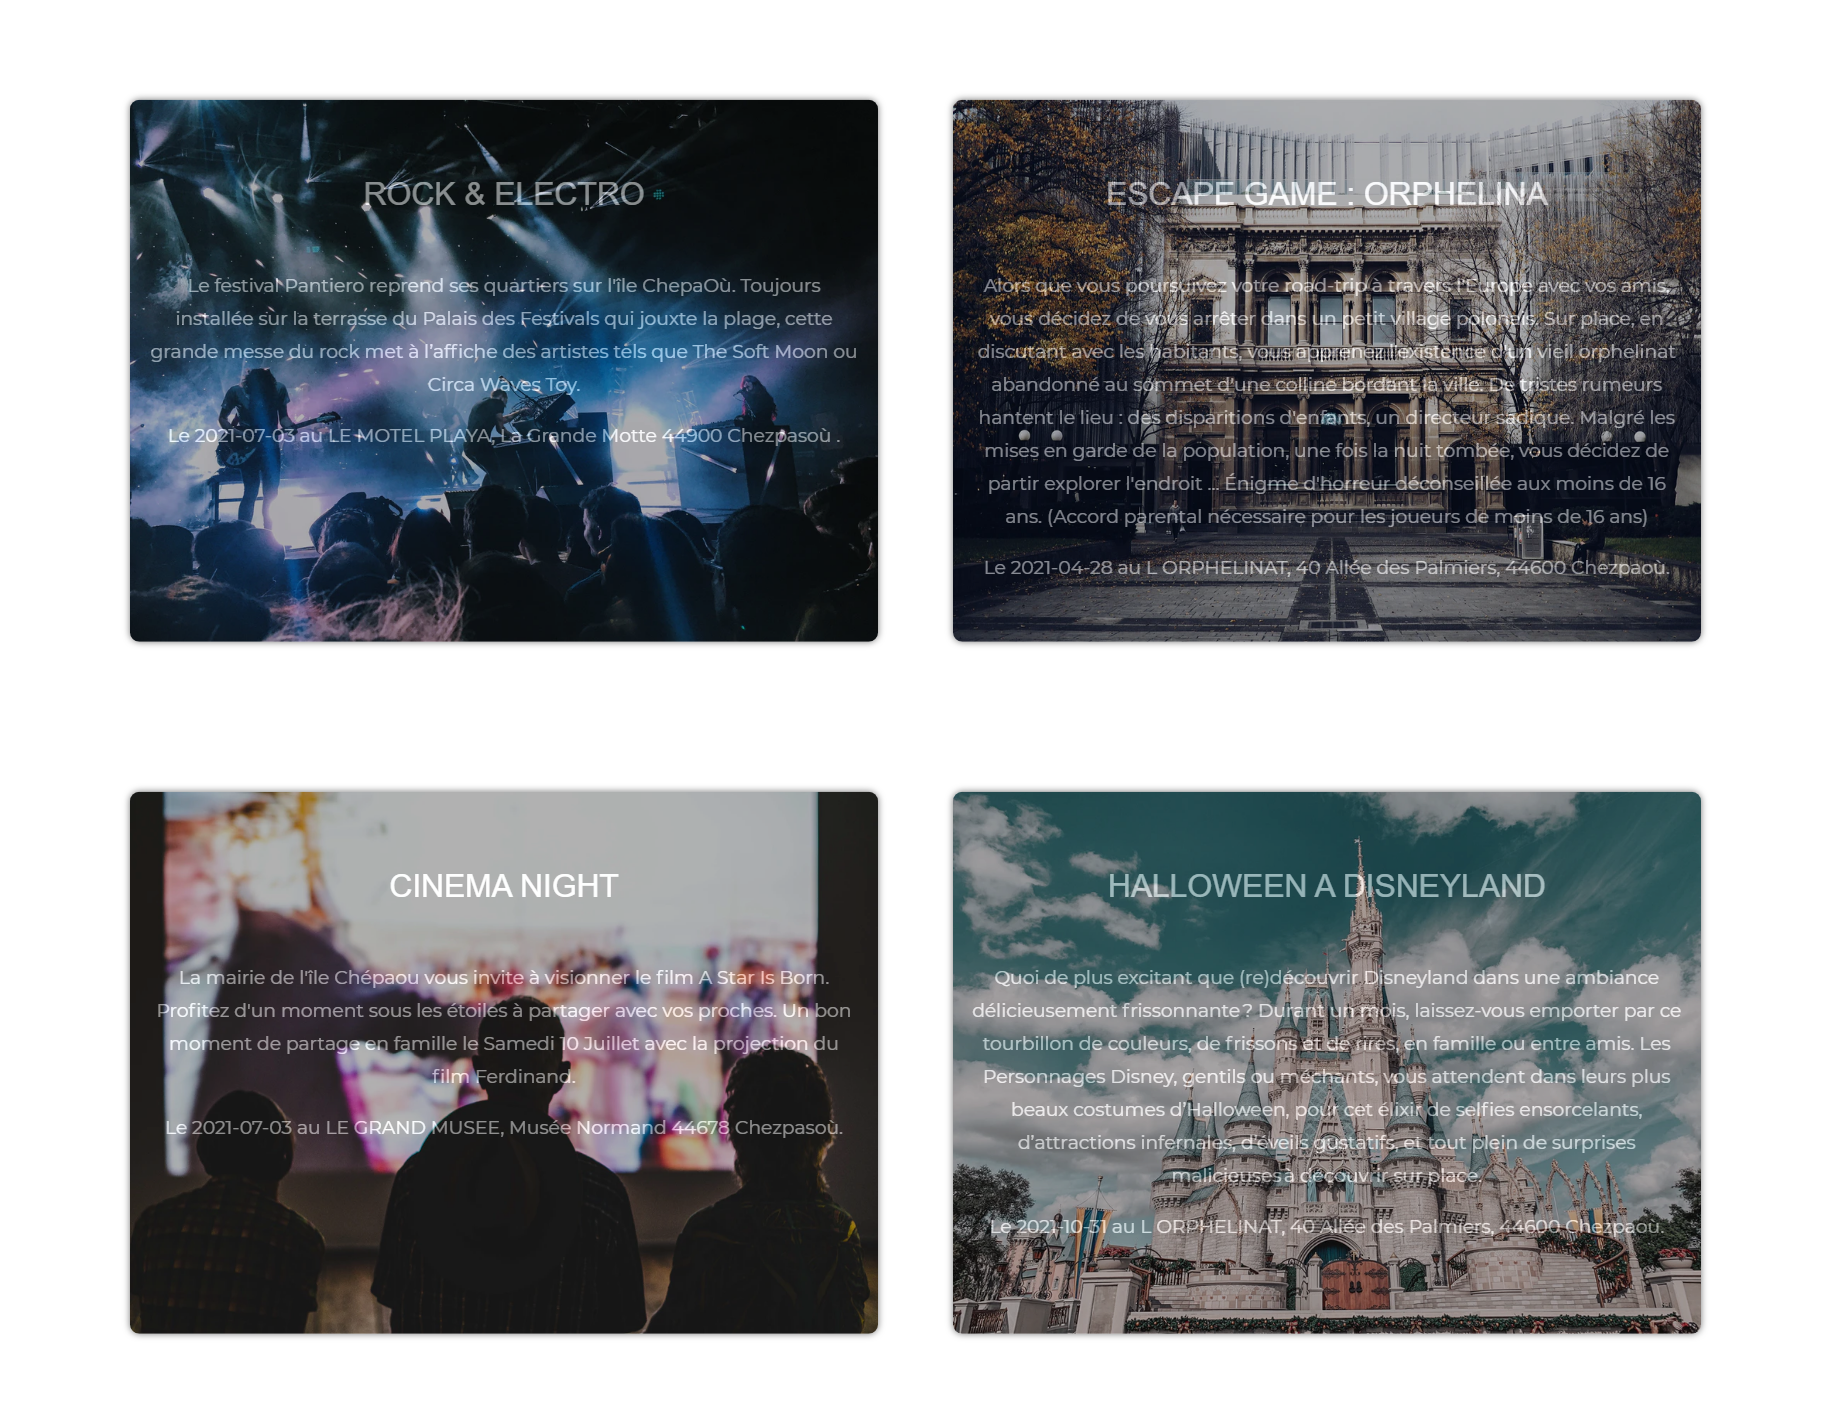 ROCK & ELECTRO
Le festival Pantiero reprend ses quartiers sur l'île ChepaOù. Toujours
installée sur la terrasse du Palais des Festivals qui jouxte la plage, cette
grande messe du rock met à l’affiche des artistes tels que The Soft Moon ou
Circa Waves Toy.
Le 2021-07-03 au LE MOTEL PLAYA, La Grande Motte 44900 Chezpasoù .
ESCAPE GAME : ORPHELINA
Alors que vous poursuivez votre road-trip à travers l'Europe avec vos amis,
vous décidez de vous arrêter dans un petit village polonais. Sur place, en
discutant avec les habitants, vous apprenez l'existence d'un vieil orphelinat
abandonné au sommet d'une colline bordant la ville. De tristes rumeurs
hantent le lieu : des disparitions d'enfants, un directeur sadique. Malgré les
mises en garde de la population, une fois la nuit tombée, vous décidez de
partir explorer l'endroit ... Énigme d'horreur déconseillée aux moins de 16
ans. (Accord parental nécessaire pour les joueurs de moins de 16 ans)
Le 2021-04-28 au L ORPHELINAT, 40 Allée des Palmiers, 44600 Chezpaoù.
CINEMA NIGHT
La mairie de l'île Chépaou vous invite à visionner le film A Star Is Born.
Profitez d'un moment sous les étoiles à partager avec vos proches. Un bon
moment de partage en famille le Samedi 10 Juillet avec la projection du
film Ferdinand.
Le 2021-07-03 au LE GRAND MUSEE, Musée Normand 44678 Chezpasoù.
HALLOWEEN A DISNEYLAND
Quoi de plus excitant que (re)découvrir Disneyland dans une ambiance
délicieusement frissonnante ? Durant un mois, laissez-vous emporter par ce
tourbillon de couleurs, de frissons et de rires, en famille ou entre amis. Les
Personnages Disney, gentils ou méchants, vous attendent dans leurs plus
beaux costumes d’Halloween, pour cet élixir de selfies ensorcelants,
d’attractions infernales, d’éveils gustatifs, et tout plein de surprises
malicieuses à découvrir sur place.
Le 2021-10-31 au L ORPHELINAT, 40 Allée des Palmiers, 44600 Chezpaoù.